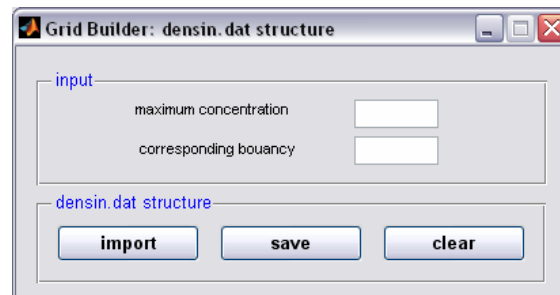 Grid Builder: densin.dat structure
input
maximum concentration
corresponding bouancy
densin.dat structure
import save clear